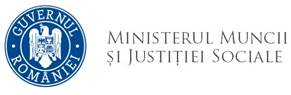 GUVERNUL
ROMÂNIEI
MINISTERUL MUNCII
ȘI JUSTIȚIEI SOCIALE